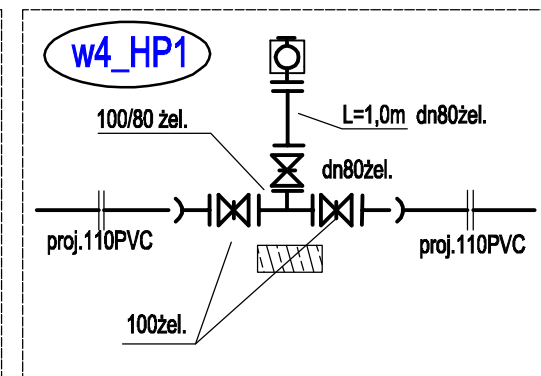 w4_HP1
100/80 żel.
L=1,0m dn80żel.
dn80żel.
proj.110PVC
proj.110PVC
100żel.